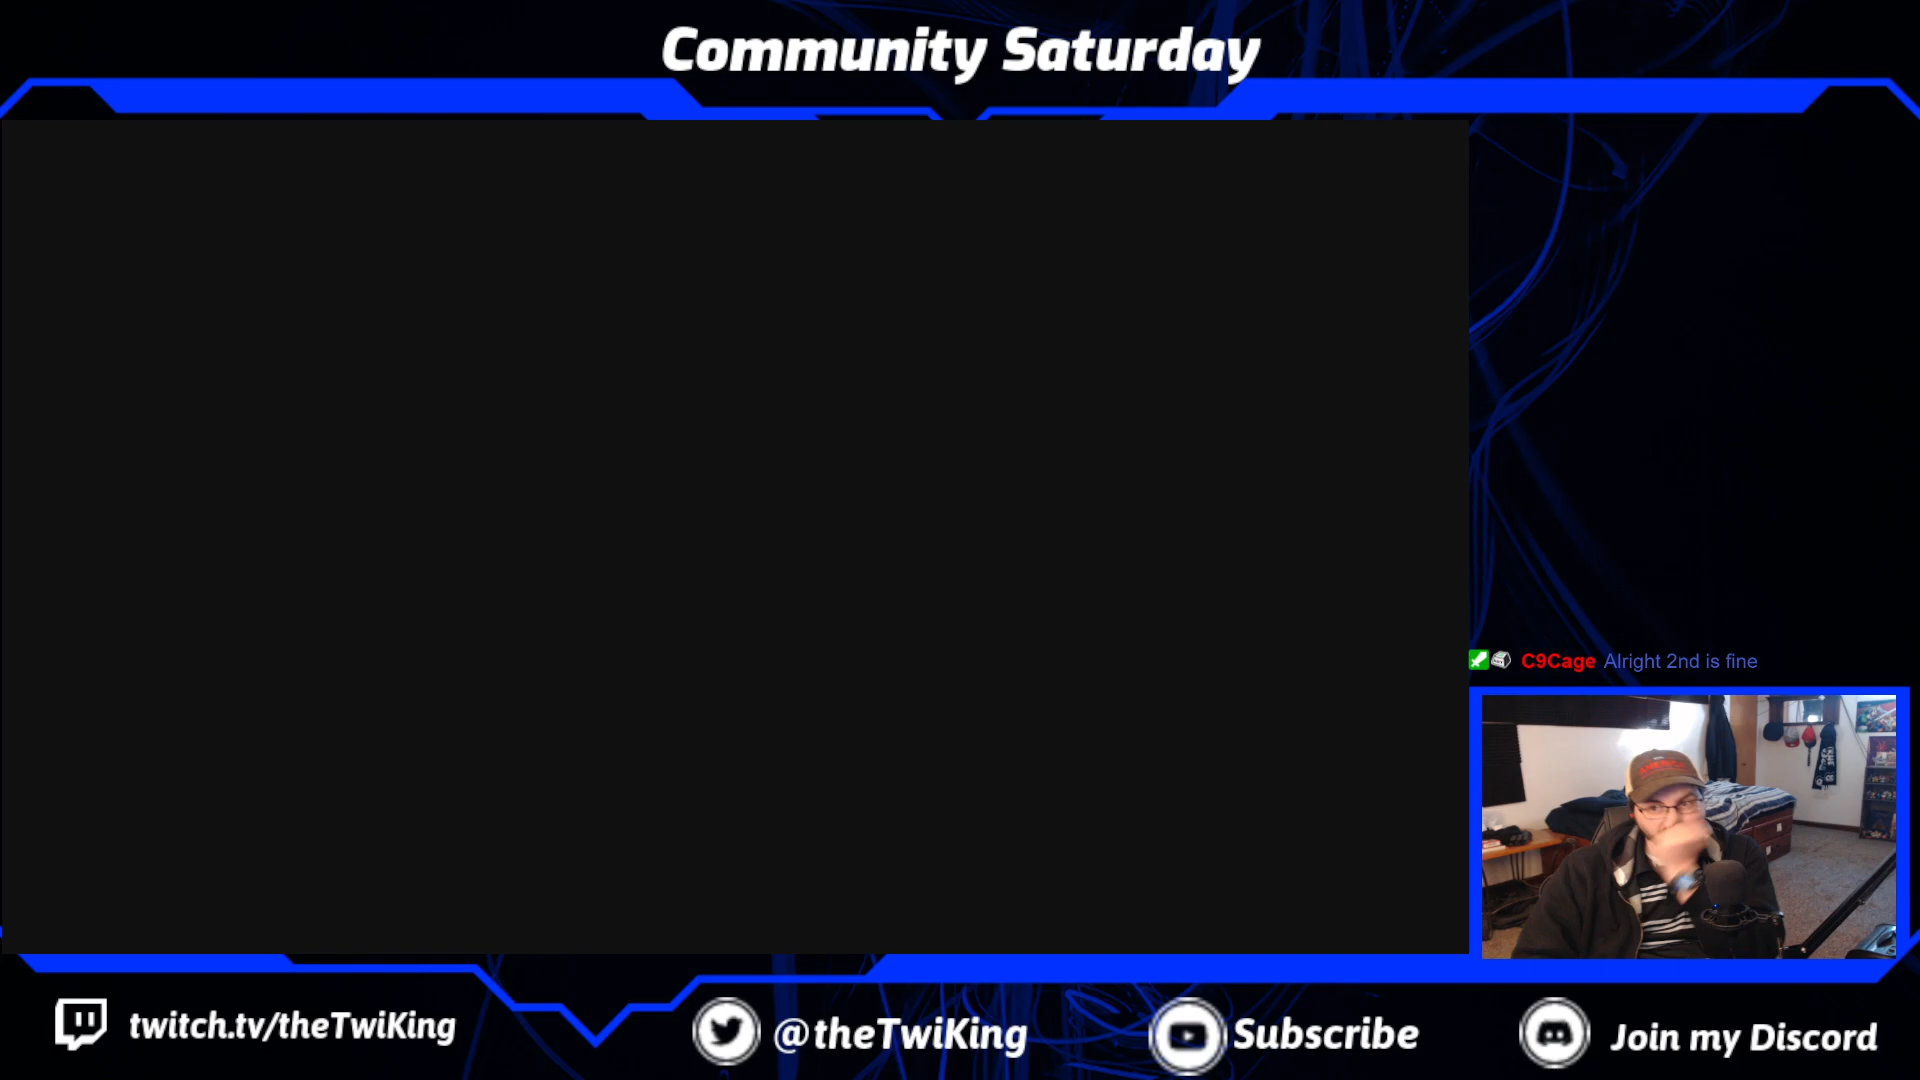 Community Saturday
C9Cage Alright 2nd is fine
twitch.tv/theTwiKing
@theTwiKing
Subscribe
Join my Discord